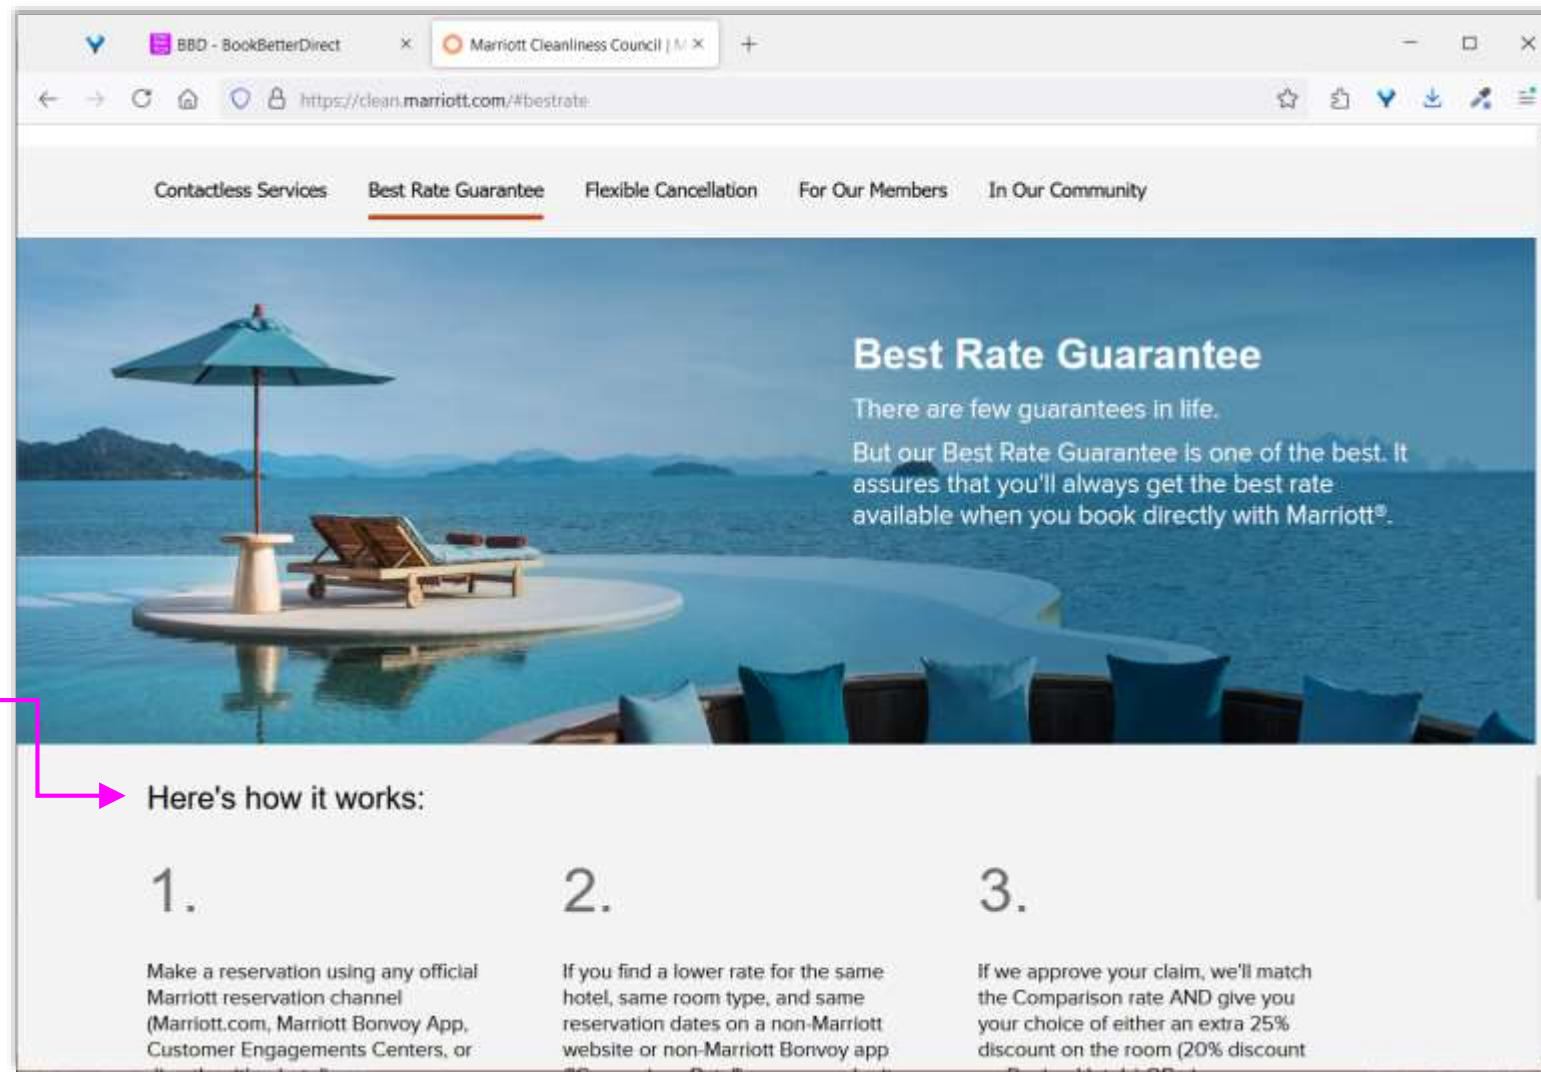 BBD - BookBetterDirect
Marriott Cleanliness Council | M
https://clean.marriott.com/#bestrate
Contactless Services
Best Rate Guarantee
Flexible Cancellation
For Our Members
In Our Community
Best Rate Guarantee
There are few guarantees in life.
But our Best Rate Guarantee is one of the best. It
assures that you'll always get the best rate
available when you book directly with Marriott®.
Here's how it works:
1.
Make a reservation using any official
Marriott reservation channel
(Marriott.com, Marriott Bonvoy App,
Customer Engagements Centers, or
2.
If you find a lower rate for the same
hotel, same room type, and same
reservation dates on a non-Marriott
website or non-Marriott Bonvoy app
3.
If we approve your claim, we'll match
the Comparison rate AND give you
your choice of either an extra 25%
discount on the room (20% discount